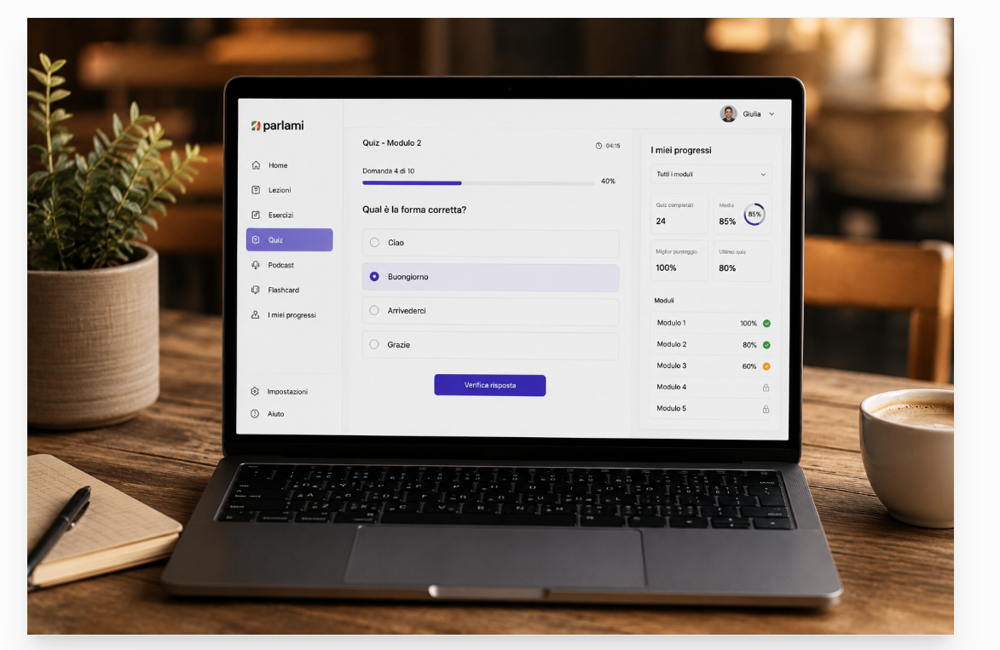 parlami
Home
Lezioni
Esercizi
Quiz
Podcast
Flashcard
I miei progressi
Impostazioni
Aiuto
Quiz - Modulo 2
04:15
Domanda 4 di 10
40%
Qual è la forma corretta?
Ciao
Buongiorno
Arrivederci
Grazie
Verifica risposta
Giulia
I miei progressi
Tutti i moduli
Quiz completati
24
Media
85%
85%
Miglior punteggio
100%
Ultimo quiz
80%
Moduli
Modulo 1 100%
Modulo 2 80%
Modulo 3 60%
Modulo 4
Modulo 5